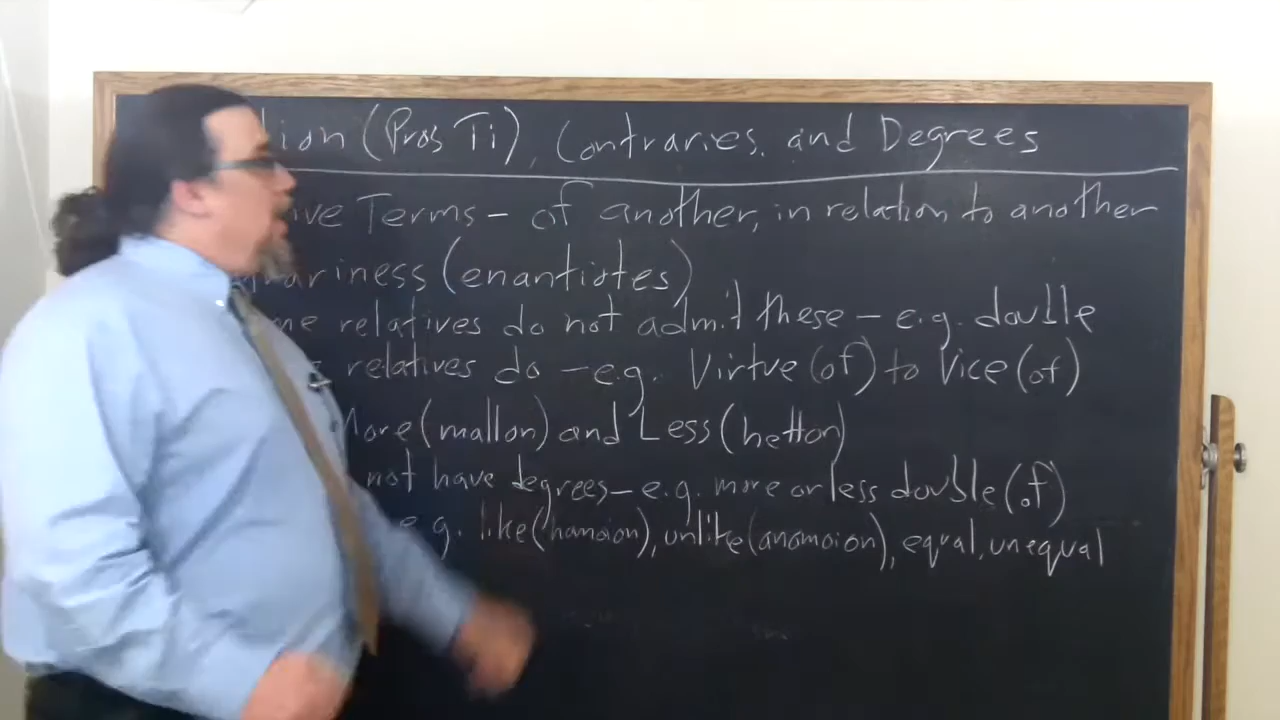 tion (Pros Ti), Contraries, and Degrees
ive Terms - of another, in relation to another
rariness (enantiotes)
me relatives do not admit these - e.g. double
relatives do - e.g. Virtue (of) to Vice (of)
More (mallon) and Less (hetton)
not have degrees - e.g. more or less double (of)
e.g. like (hamoion), unlike (anomoion), equal, unequal